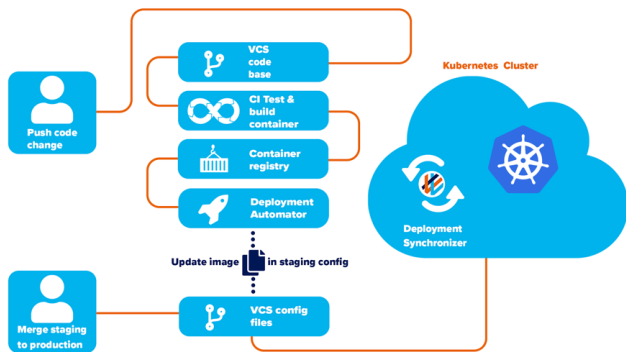 VCS
code
base
Kubernetes Cluster
Push code
change
CI Test &
build
container
Container
registry
Deployment
Automator
Deployment
Synchronizer
Update image in staging config
Merge staging
to production
VCS config
files